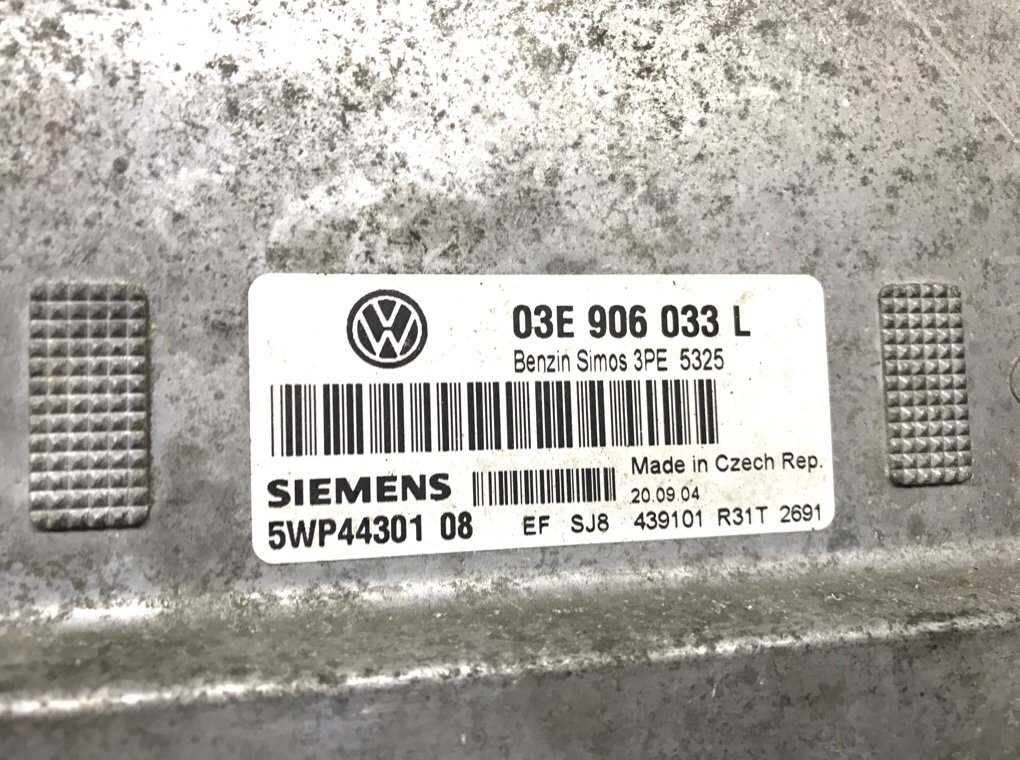 03E 906 033 L
Benzin Simos 3PE 5325
SIEMENS
Made in Czech Rep.
20.09.04
5WP44301 08
EF SJ8 439101 R31T 2691